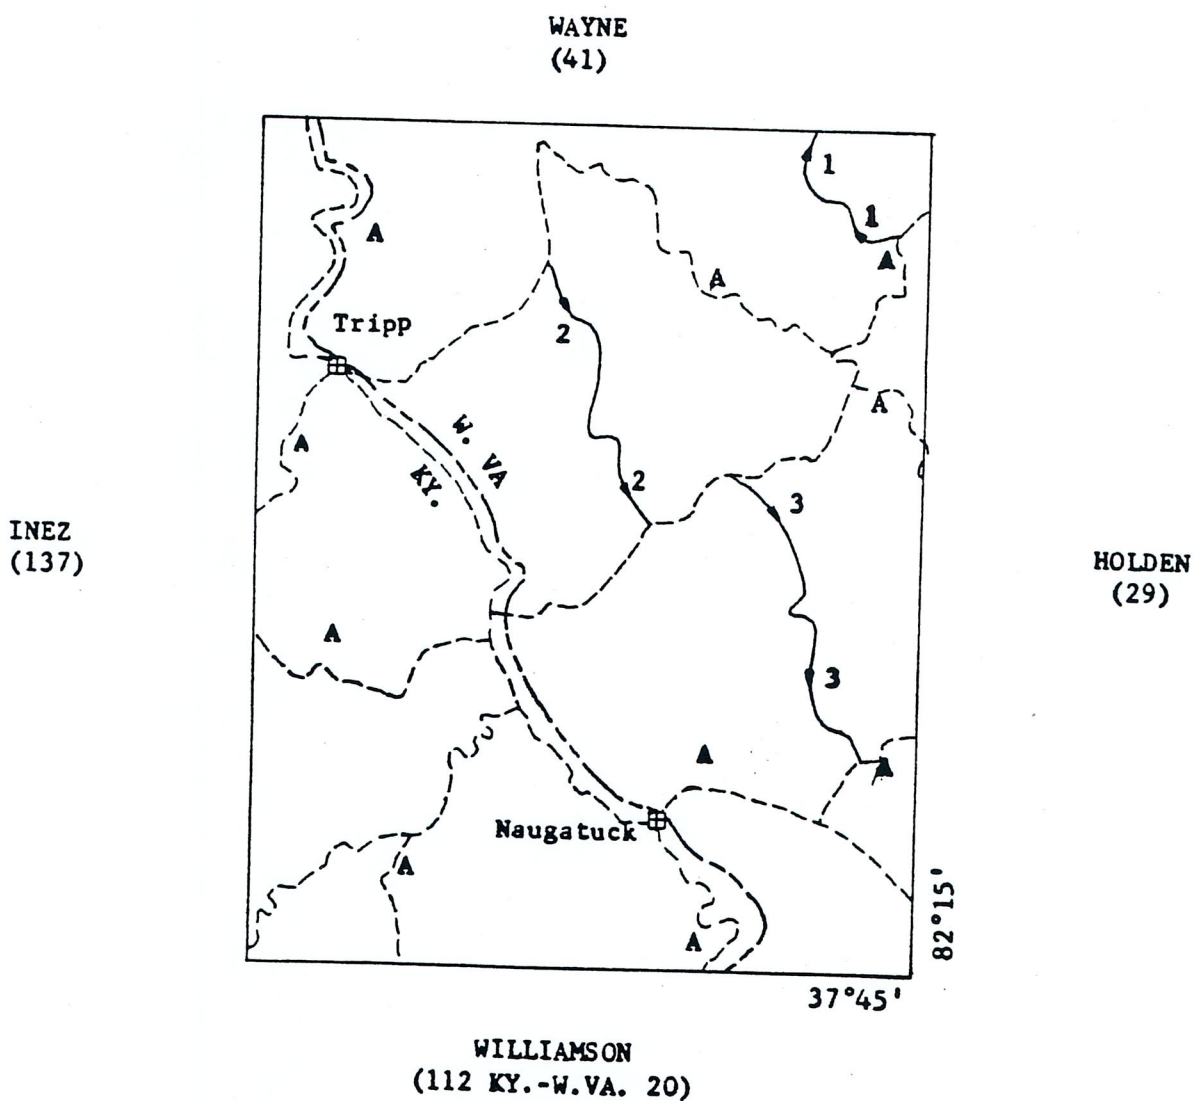 WAYNE
(41)
1
1
A
A
A
2
Tripp
A
A
W. VA
KY.
2
3
INEZ
(137)
HOLDEN
(29)
A
3
A
A
Naugatuck
A
A
82°15'
37°45'
WILLIAMSON
(112 KY.-W.VA. 20)